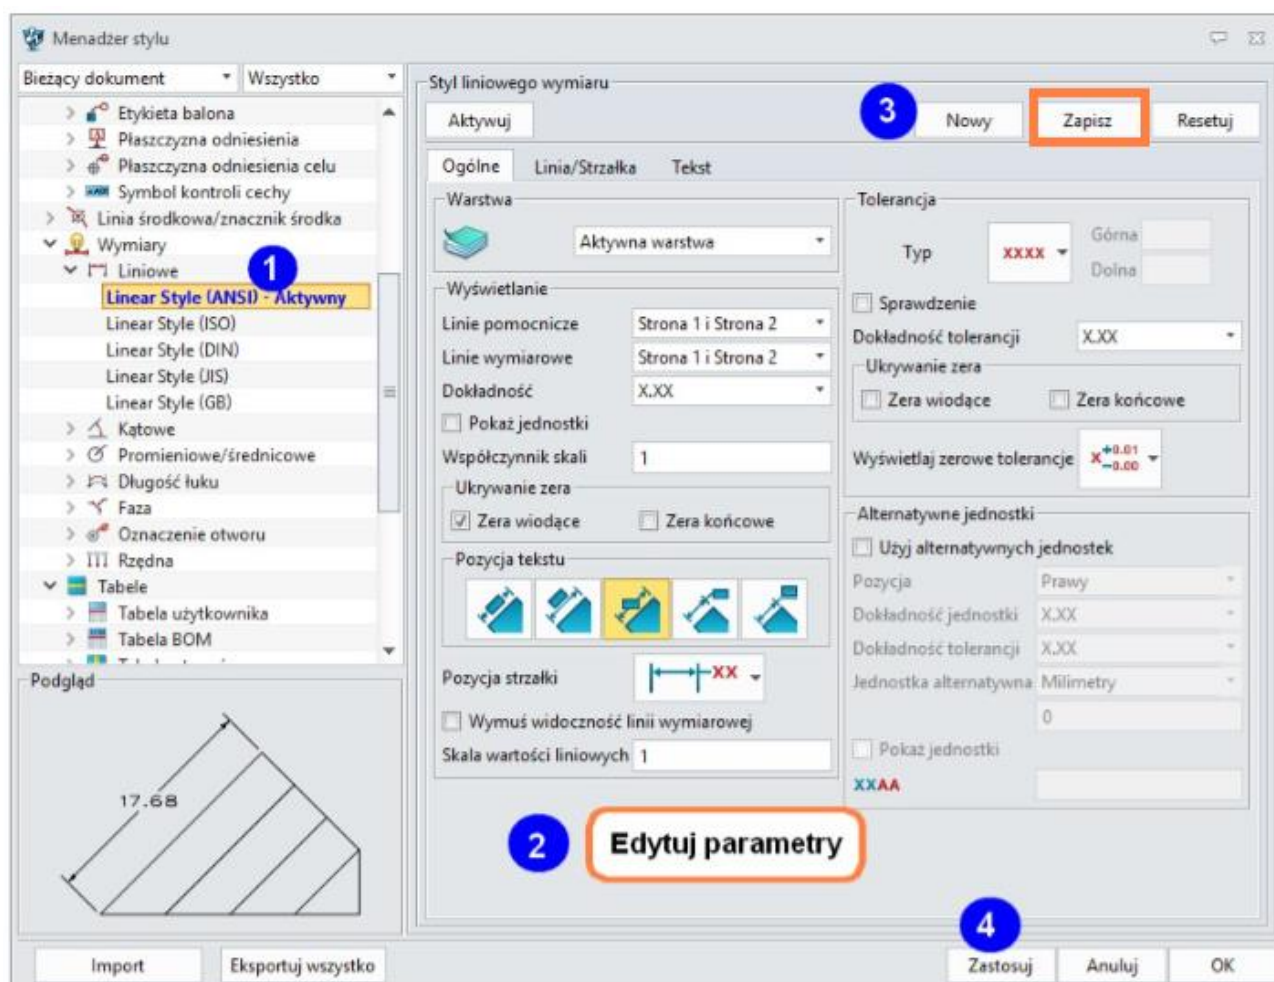 Menadżer stylu
Bieżący dokument
Wszystko
Etykieta balona
Płaszczyzna odniesienia
Płaszczyzna odniesienia celu
Symbol kontroli cechy
Linia środkowa/znacznik środka
Wymiary
Liniowe
1
Linear Style (ANSI) - Aktywny
Linear Style (ISO)
Linear Style (DIN)
Linear Style (JIS)
Linear Style (GB)
Kątowe
Promieniowe/średnicowe
Długość łuku
Faza
Oznaczenie otworu
Rzędna
Tabele
Tabela użytkownika
Tabela BOM
Podgląd
17.68
Styl liniowego wymiaru
Aktywuj
3
Nowy
Zapisz
Resetuj
Ogólne
Linia/Strzałka
Tekst
Warstwa
Aktywna warstwa
Wyświetlanie
Linie pomocnicze
Strona 1 i Strona 2
Linie wymiarowe
Strona 1 i Strona 2
Dokładność
X.XX
Pokaż jednostki
Współczynnik skali
1
Ukrywanie zera
Zera wiodące
Zera końcowe
Pozycja tekstu
Pozycja strzałki
XX
Wymuś widoczność linii wymiarowej
Skala wartości liniowych
1
Tolerancja
Typ
XXXX
Górna
Dolna
Sprawdzenie
Dokładność tolerancji
X.XX
Ukrywanie zera
Zera wiodące
Zera końcowe
Wyświetlaj zerowe tolerancje
X+0.01
-0.00
Alternatywne jednostki
Użyj alternatywnych jednostek
Pozycja
Prawy
Dokładność jednostki
X.XX
Dokładność tolerancji
X.XX
Jednostka alternatywna
Milimetry
0
Pokaż jednostki
XXAA
2
Edytuj parametry
4
Import
Eksportuj wszystko
Zastosuj
Anuluj
OK